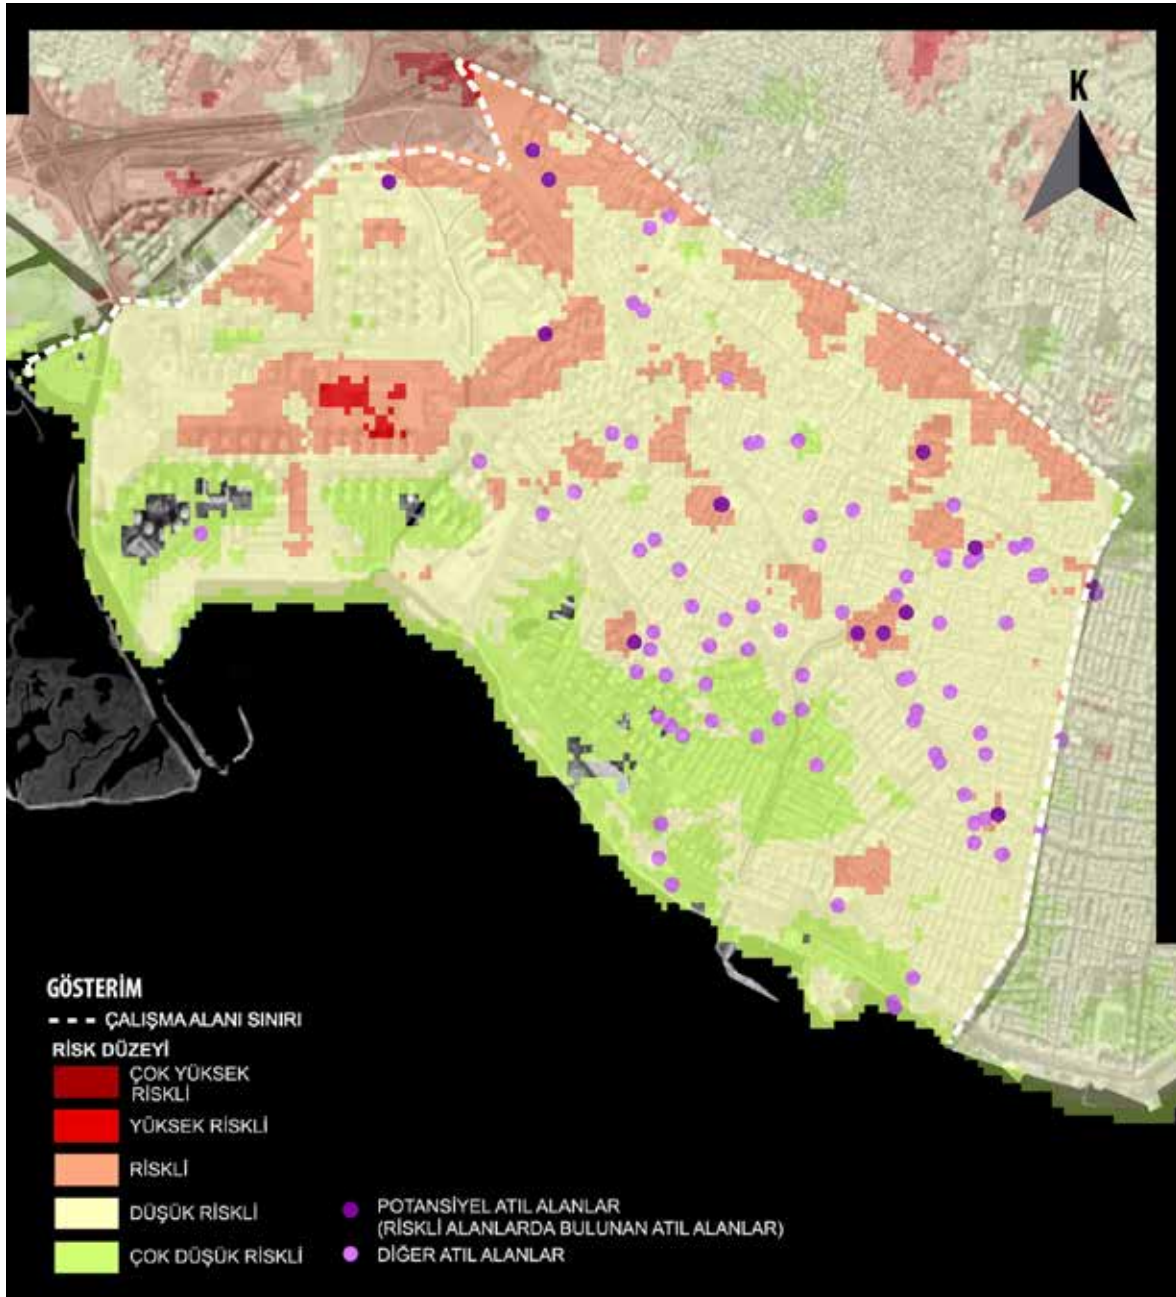 K
GÖSTERİM
ÇALIŞMA ALANI SINIRI
RİSK DÜZEYİ
ÇOK YÜKSEK
RİSKLİ
YÜKSEK RİSKLİ
RİSKLİ
DÜŞÜK RİSKLİ
ÇOK DÜŞÜK RİSKLİ
POTANSİYEL ATIL ALANLAR
(RİSKLİ ALANLARDA BULUNAN ATIL ALANLAR)
DİĞER ATIL ALANLAR